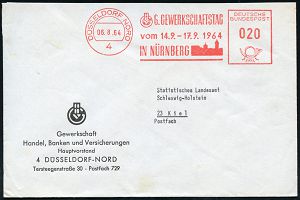 DÜSSELDORF NORD
06.8.64
4
6. GEWERKSCHAFTSTAG
vom 14.9. - 17.9.1964
IN NÜRNBERG
DEUTSCHE
BUNDESPOST
020
Statistisches Landesamt
Schleswig-Holstein
23 Kiel
Postfach
Gewerkschaft
Handel, Banken und Versicherungen
Hauptvorstand
4 DÜSSELDORF-NORD
Tersteegenstraße 30 - Postfach 729